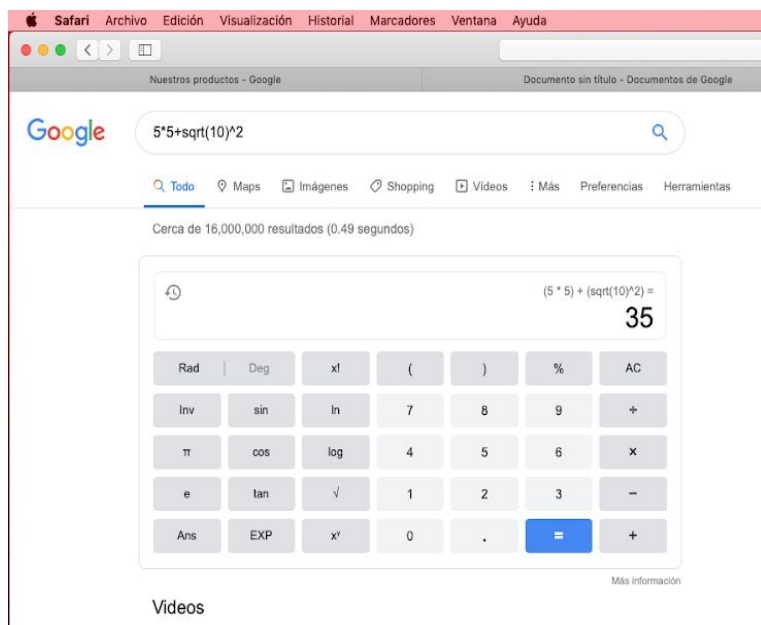 Safari Archivo Edición Visualización Historial Marcadores Ventana Ayuda
Nuestros productos - Google Documento sin título - Documentos de Google
Google 5*5+sqrt(10)^2
Todo Maps Imágenes Shopping Vídeos Más Preferencias Herramientas
Cerca de 16,000,000 resultados (0.49 segundos)
(5 * 5) + (sqrt(10)^2) =
35
Rad | Deg x! ( ) % AC
Inv sin ln 7 8 9 ÷
π cos log 4 5 6 ×
e tan √ 1 2 3 −
Ans EXP xʸ 0 . = +
Más información
Videos